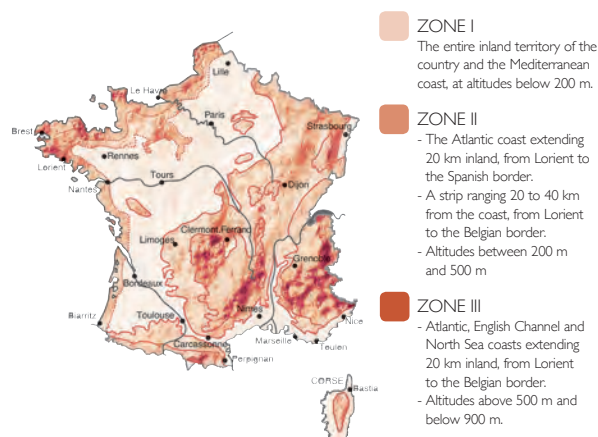 Lille
Le Havre
Paris
Brest
Strasbourg
Rennes
Lorient
Tours
Nantes
Dijon
Clermont Ferrand
Limoges
Grenoble
Bordeaux
Biarritz
Toulouse
Nimes
Nice
Marseille
Toulon
Carcassonne
Perpignan
CORSE
Bastia
ZONE I
The entire inland territory of the
country and the Mediterranean
coast, at altitudes below 200 m.
ZONE II
- The Atlantic coast extending
20 km inland, from Lorient to
the Spanish border.
- A strip ranging 20 to 40 km
from the coast, from Lorient
to the Belgian border.
- Altitudes between 200 m
and 500 m
ZONE III
- Atlantic, English Channel and
North Sea coasts extending
20 km inland, from Lorient
to the Belgian border.
- Altitudes above 500 m and
below 900 m.